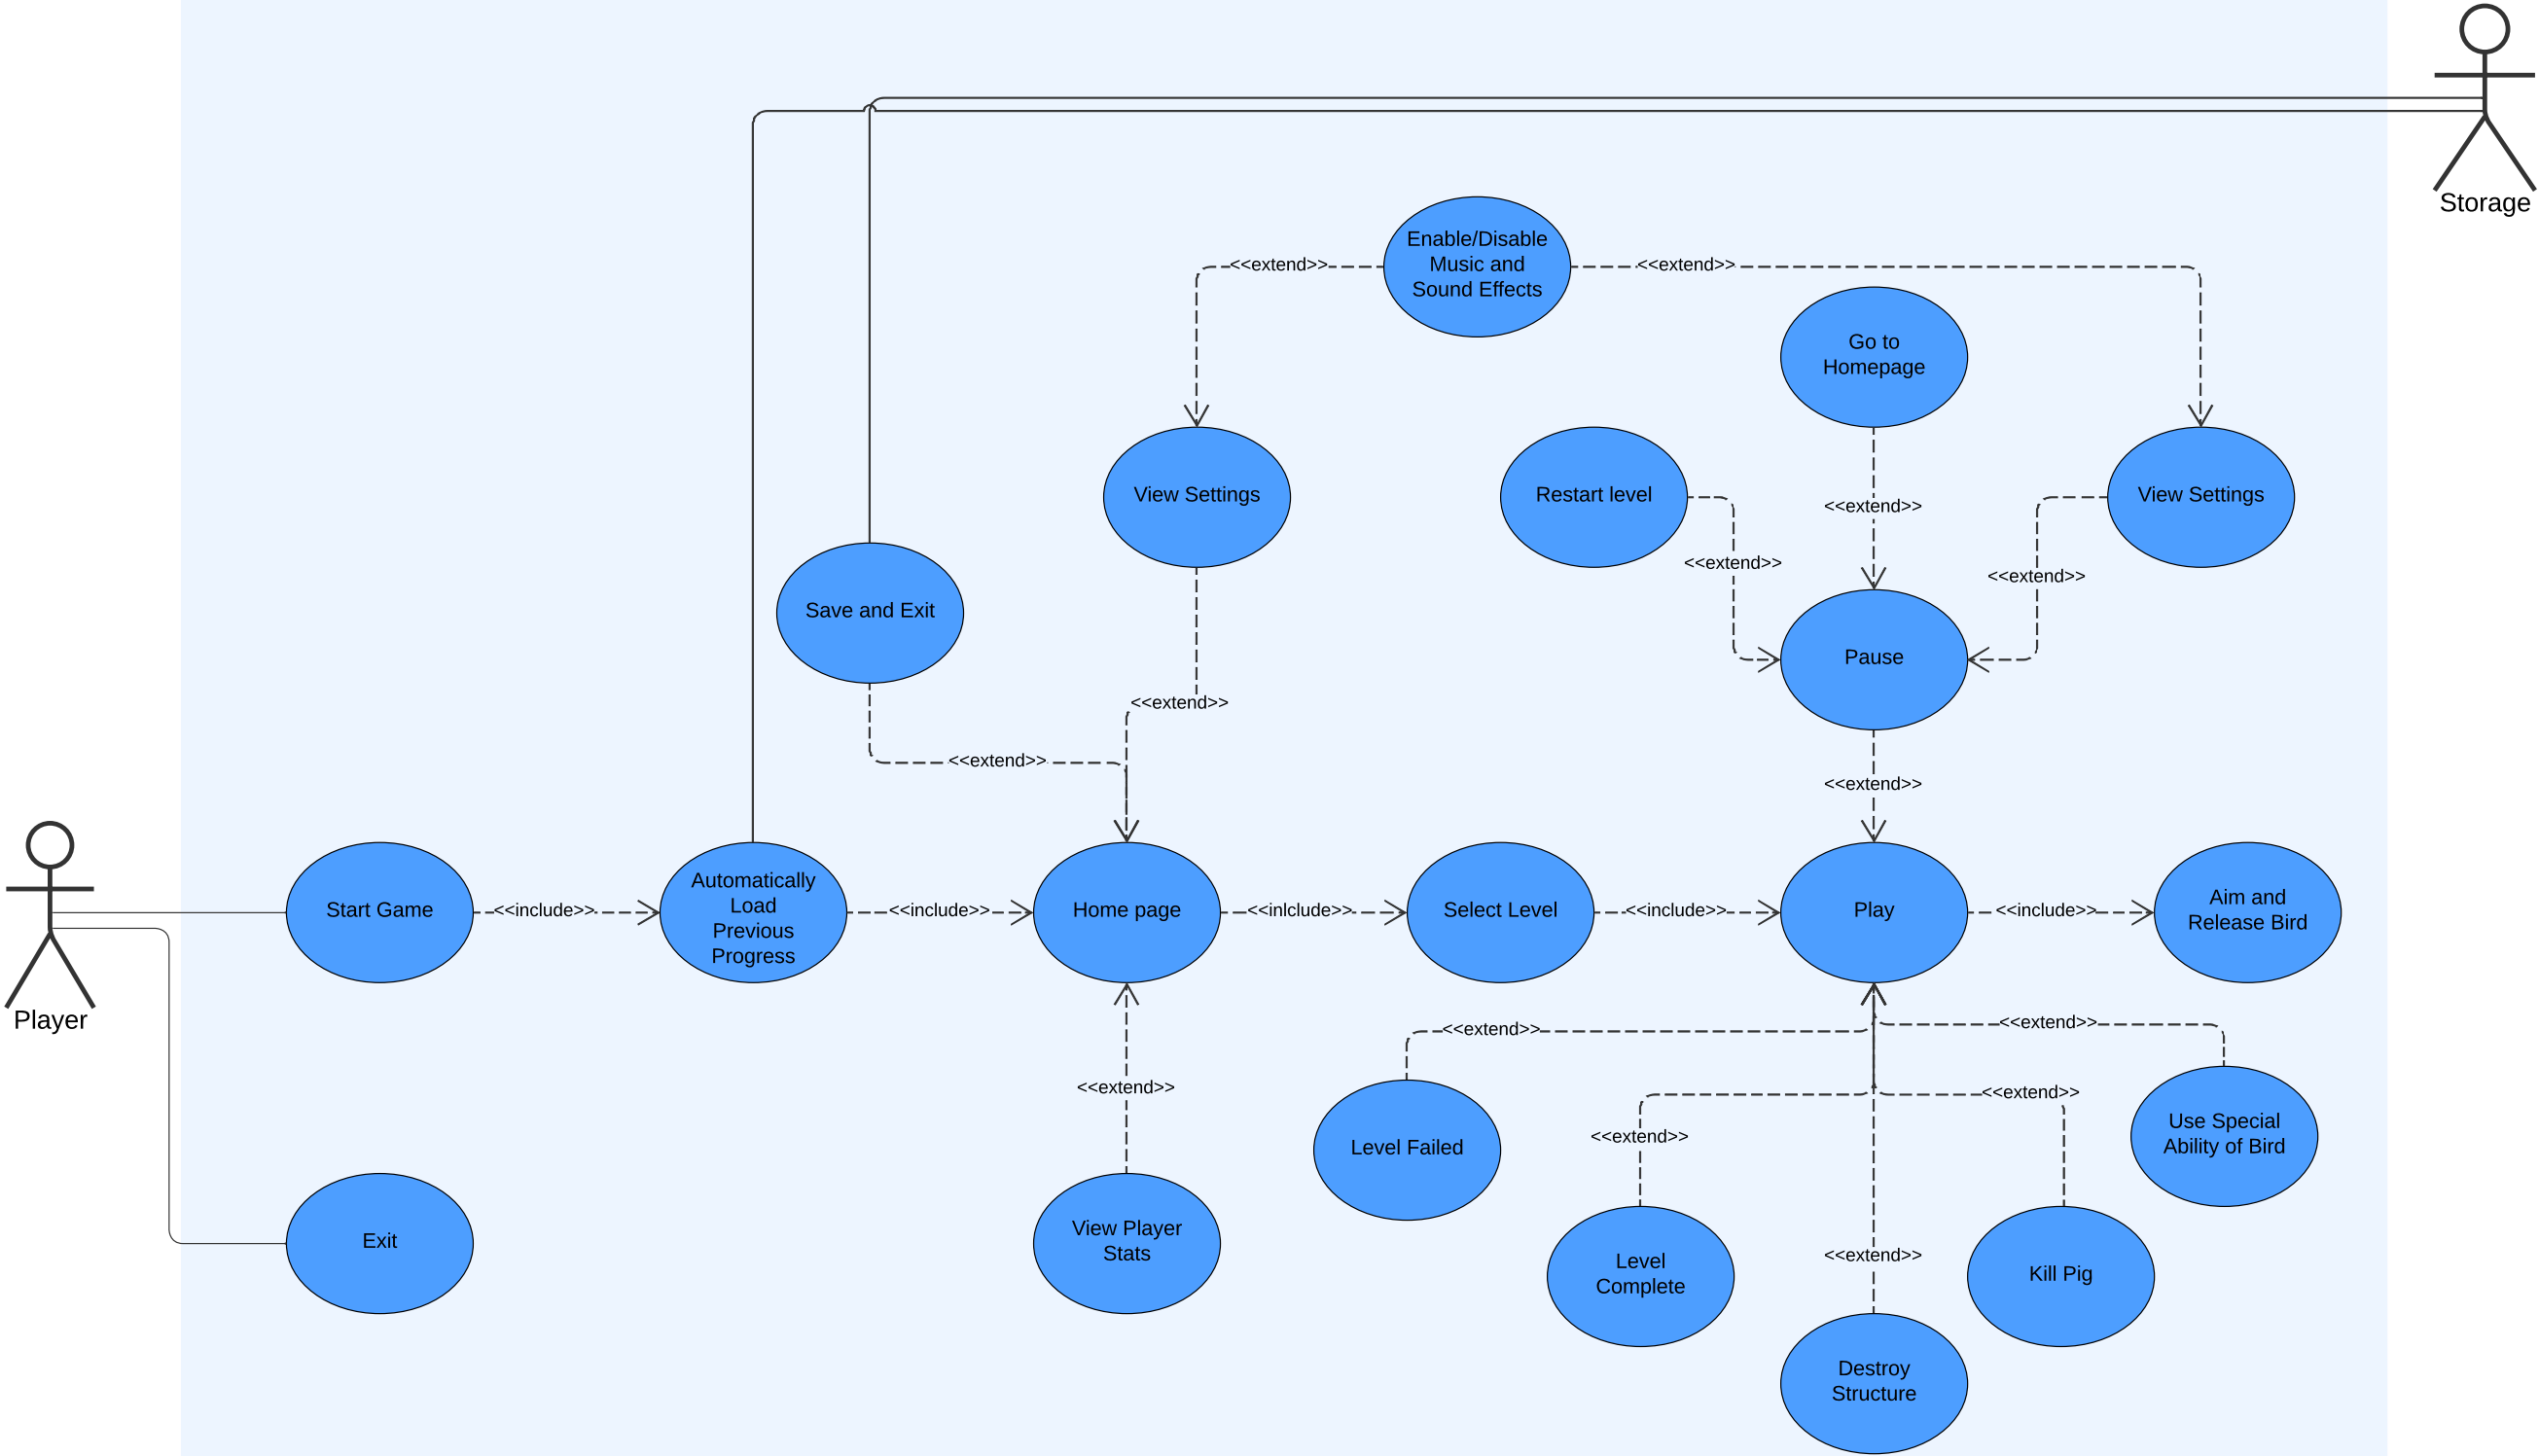 Storage
Enable/Disable
Music and
Sound Effects
<<extend>>
<<extend>>
Go to
Homepage
View Settings
Restart level
<<extend>>
View Settings
<<extend>>
<<extend>>
Save and Exit
Pause
<<extend>>
<<extend>>
<<extend>>
Player
Start Game
<<include>>
Automatically
Load
Previous
Progress
<<include>>
Home page
<<inlclude>>
Select Level
<<include>>
Play
<<include>>
Aim and
Release Bird
<<extend>>
<<extend>>
<<extend>>
<<extend>>
<<extend>>
Level Failed
Use Special
Ability of Bird
Exit
View Player
Stats
<<extend>>
Level
Complete
Kill Pig
Destroy
Structure